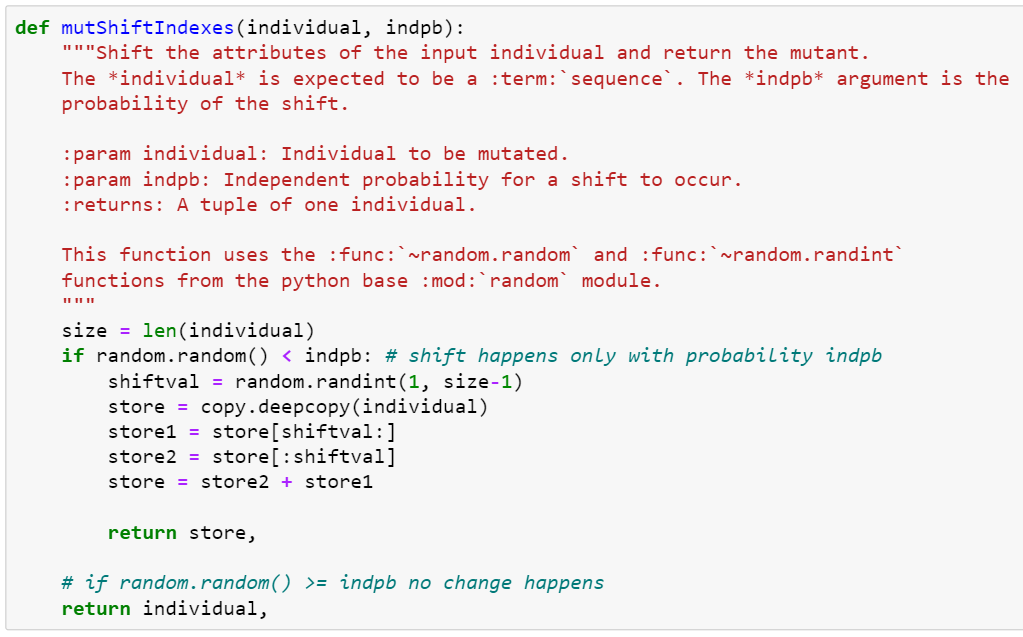 def mutShiftIndexes(individual, indpb):
    """Shift the attributes of the input individual and return the mutant.
    The *individual* is expected to be a :term:`sequence`. The *indpb* argument is the
    probability of the shift.

    :param individual: Individual to be mutated.
    :param indpb: Independent probability for a shift to occur.
    :returns: A tuple of one individual.

    This function uses the :func:`~random.random` and :func:`~random.randint`
    functions from the python base :mod:`random` module.
    """
    size = len(individual)
    if random.random() < indpb: # shift happens only with probability indpb
        shiftval = random.randint(1, size-1)
        store = copy.deepcopy(individual)
        store1 = store[shiftval:]
        store2 = store[:shiftval]
        store = store2 + store1

        return store,

    # if random.random() >= indpb no change happens
    return individual,